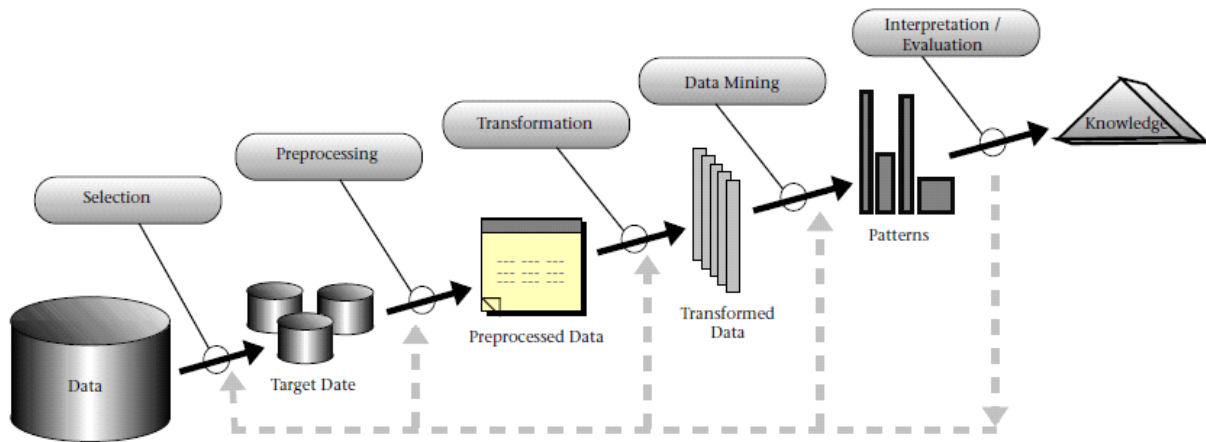 Interpretation /
Evaluation
Data Mining
Transformation
Preprocessing
Selection
Knowledge
Patterns
Transformed
Data
Preprocessed Data
Target Date
Data